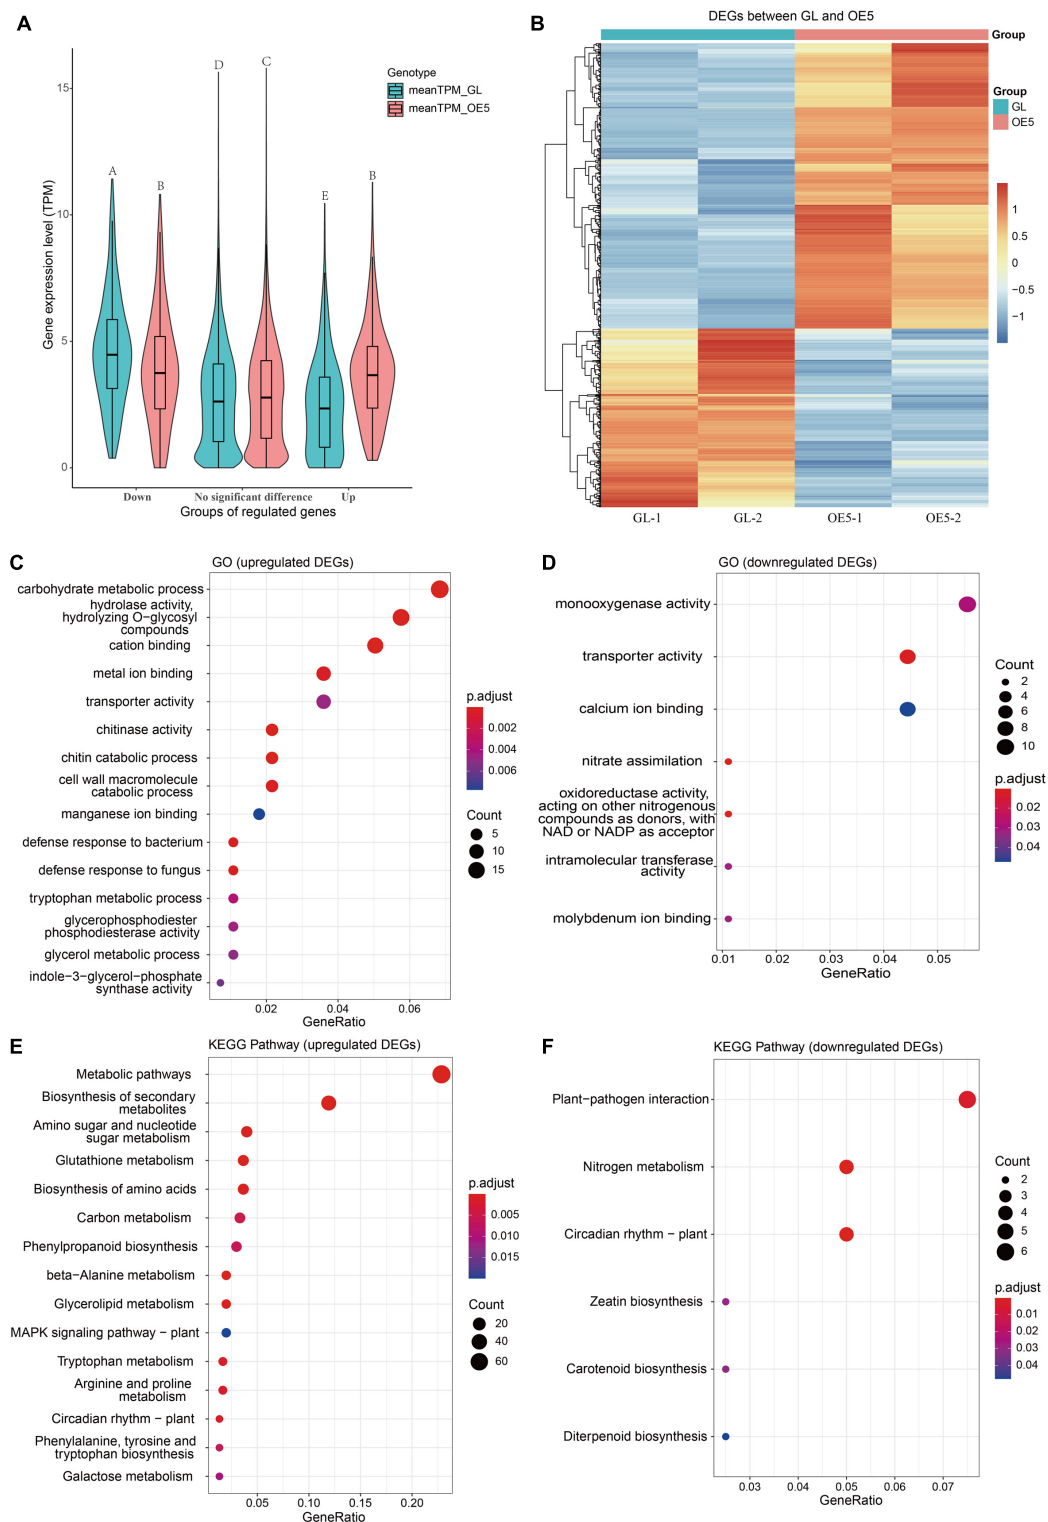 A
Gene expression level (TPM)
15
10
5
0
A
B
D
C
E
B
Genotype
meanTPM_GL
meanTPM_OE5
Down
No significant difference
Up
Groups of regulated genes
B
DEGs between GL and OE5
Group
Group
GL
OE5
1
0.5
0
−0.5
−1
GL-1
GL-2
OE5-1
OE5-2
C
GO (upregulated DEGs)
carbohydrate metabolic process
hydrolase activity,
hydrolyzing O−glycosyl
compounds
cation binding
metal ion binding
transporter activity
chitinase activity
chitin catabolic process
cell wall macromolecule
catabolic process
manganese ion binding
defense response to bacterium
defense response to fungus
tryptophan metabolic process
glycerophosphodiester
phosphodiesterase activity
glycerol metabolic process
indole−3−glycerol−phosphate
synthase activity
0.02
0.04
0.06
GeneRatio
p.adjust
0.002
0.004
0.006
Count
5
10
15
D
GO (downregulated DEGs)
monooxygenase activity
transporter activity
calcium ion binding
nitrate assimilation
oxidoreductase activity,
acting on other nitrogenous
compounds as donors, with
NAD or NADP as acceptor
intramolecular transferase
activity
molybdenum ion binding
0.01
0.02
0.03
0.04
0.05
GeneRatio
Count
2
4
6
8
10
p.adjust
0.02
0.03
0.04
E
KEGG Pathway (upregulated DEGs)
Metabolic pathways
Biosynthesis of secondary
metabolites
Amino sugar and nucleotide
sugar metabolism
Glutathione metabolism
Biosynthesis of amino acids
Carbon metabolism
Phenylpropanoid biosynthesis
beta−Alanine metabolism
Glycerolipid metabolism
MAPK signaling pathway − plant
Tryptophan metabolism
Arginine and proline
metabolism
Circadian rhythm − plant
Phenylalanine, tyrosine and
tryptophan biosynthesis
Galactose metabolism
0.05
0.10
0.15
0.20
GeneRatio
p.adjust
0.005
0.010
0.015
Count
20
40
60
F
KEGG Pathway (downregulated DEGs)
Plant−pathogen interaction
Nitrogen metabolism
Circadian rhythm − plant
Zeatin biosynthesis
Carotenoid biosynthesis
Diterpenoid biosynthesis
0.03
0.04
0.05
0.06
0.07
GeneRatio
Count
2
3
4
5
6
p.adjust
0.01
0.02
0.03
0.04